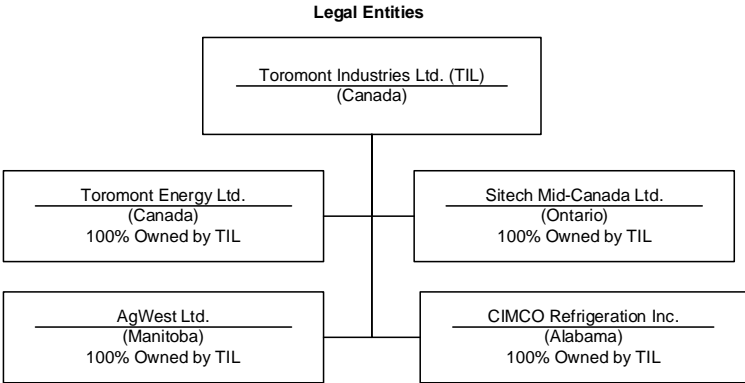 Legal Entities
Toromont Industries Ltd. (TIL)
(Canada)
Toromont Energy Ltd.
(Canada)
100% Owned by TIL
Sitech Mid-Canada Ltd.
(Ontario)
100% Owned by TIL
AgWest Ltd.
(Manitoba)
100% Owned by TIL
CIMCO Refrigeration Inc.
(Alabama)
100% Owned by TIL